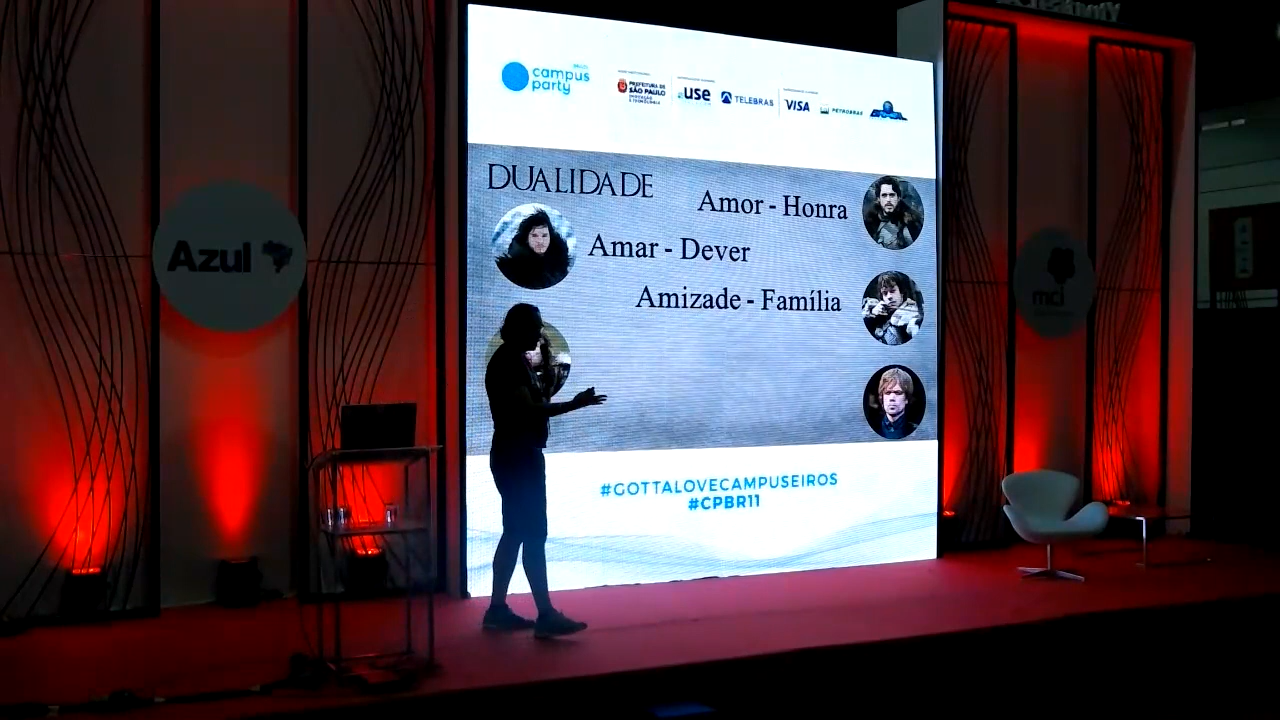 campus
party
PREFEITURA DE
SÃO PAULO
use
TELEBRAS
VISA
PETROBRAS
DUALIDADE
Amor - Honra
Amar - Dever
Amizade - Família
#GOTTALOVECAMPUSEIROS
#CPBR11
Azul
mci